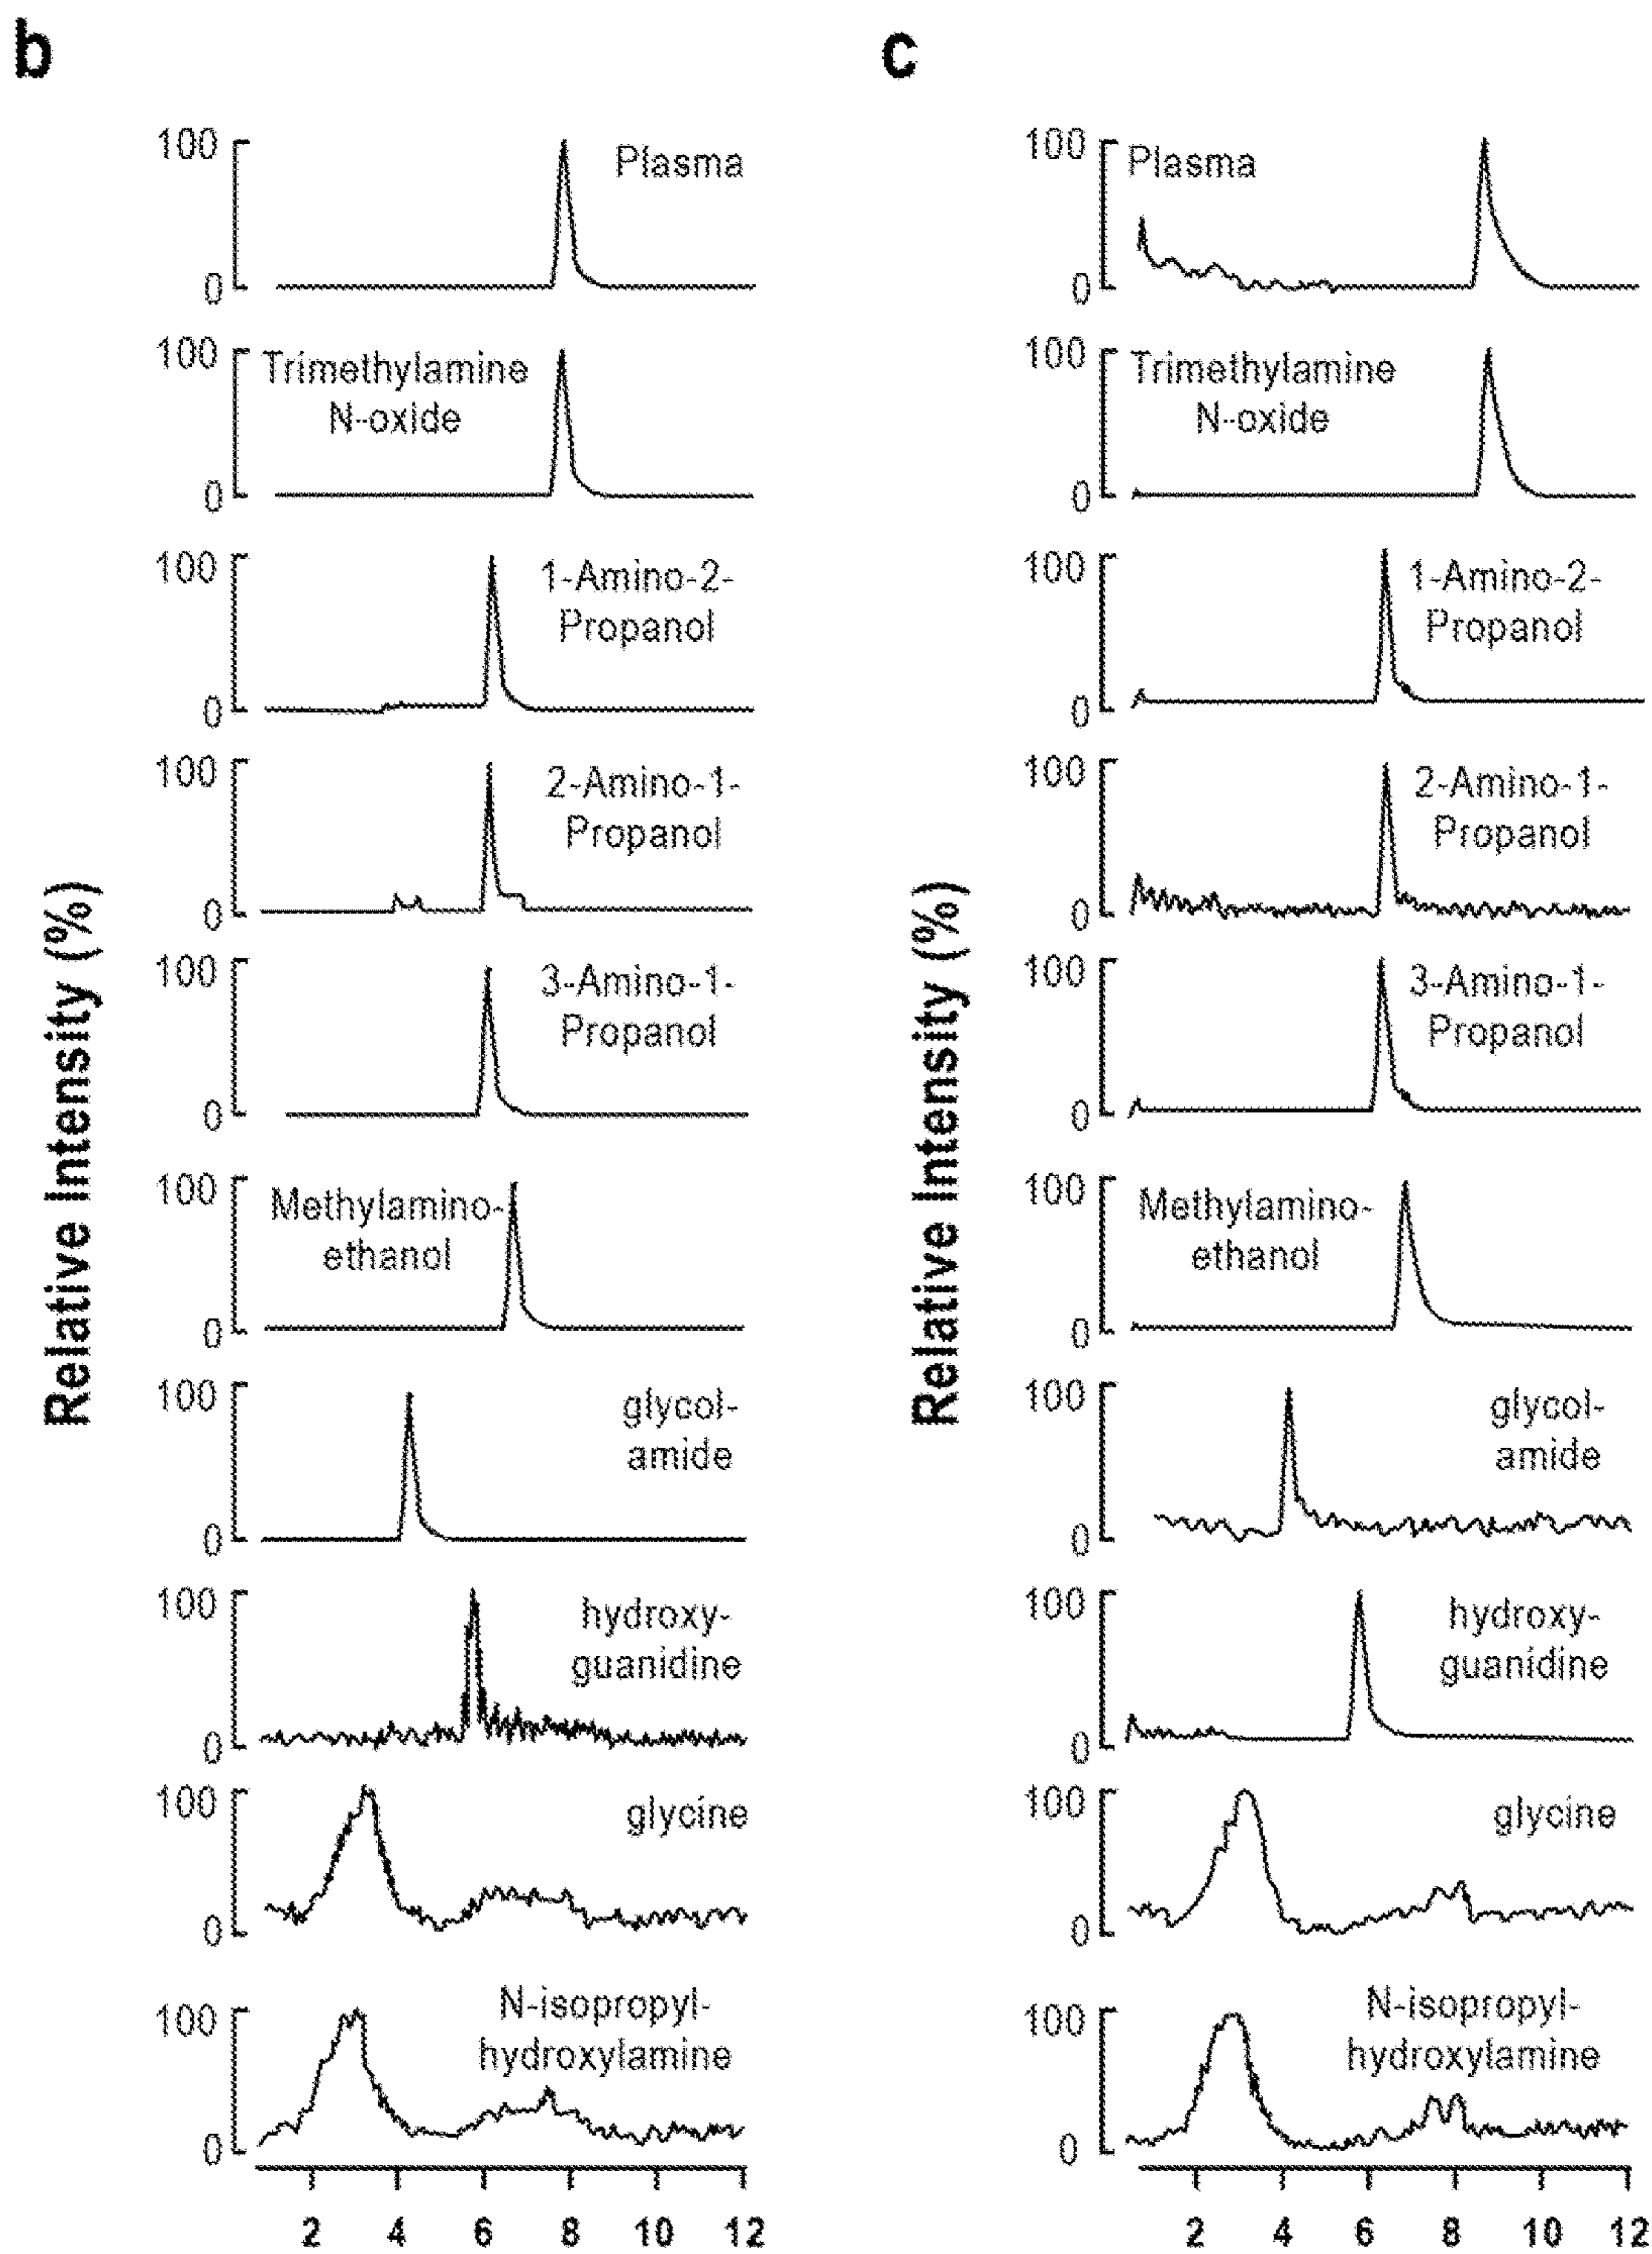 b
Relative Intensity (%)
100
Plasma
0
100
Trimethylamine
N-oxide
0
100
1-Amino-2-
Propanol
0
100
2-Amino-1-
Propanol
0
100
3-Amino-1-
Propanol
0
100
Methylamino-
ethanol
0
100
glycol-
amide
0
100
hydroxy-
guanidine
0
100
glycine
0
100
N-isopropyl-
hydroxylamine
0
2 4 6 8 10 12
c
Relative Intensity (%)
100
Plasma
0
100
Trimethylamine
N-oxide
0
100
1-Amino-2-
Propanol
0
100
2-Amino-1-
Propanol
0
100
3-Amino-1-
Propanol
0
100
Methylamino-
ethanol
0
100
glycol-
amide
0
100
hydroxy-
guanidine
0
100
glycine
0
100
N-isopropyl-
hydroxylamine
0
2 4 6 8 10 12